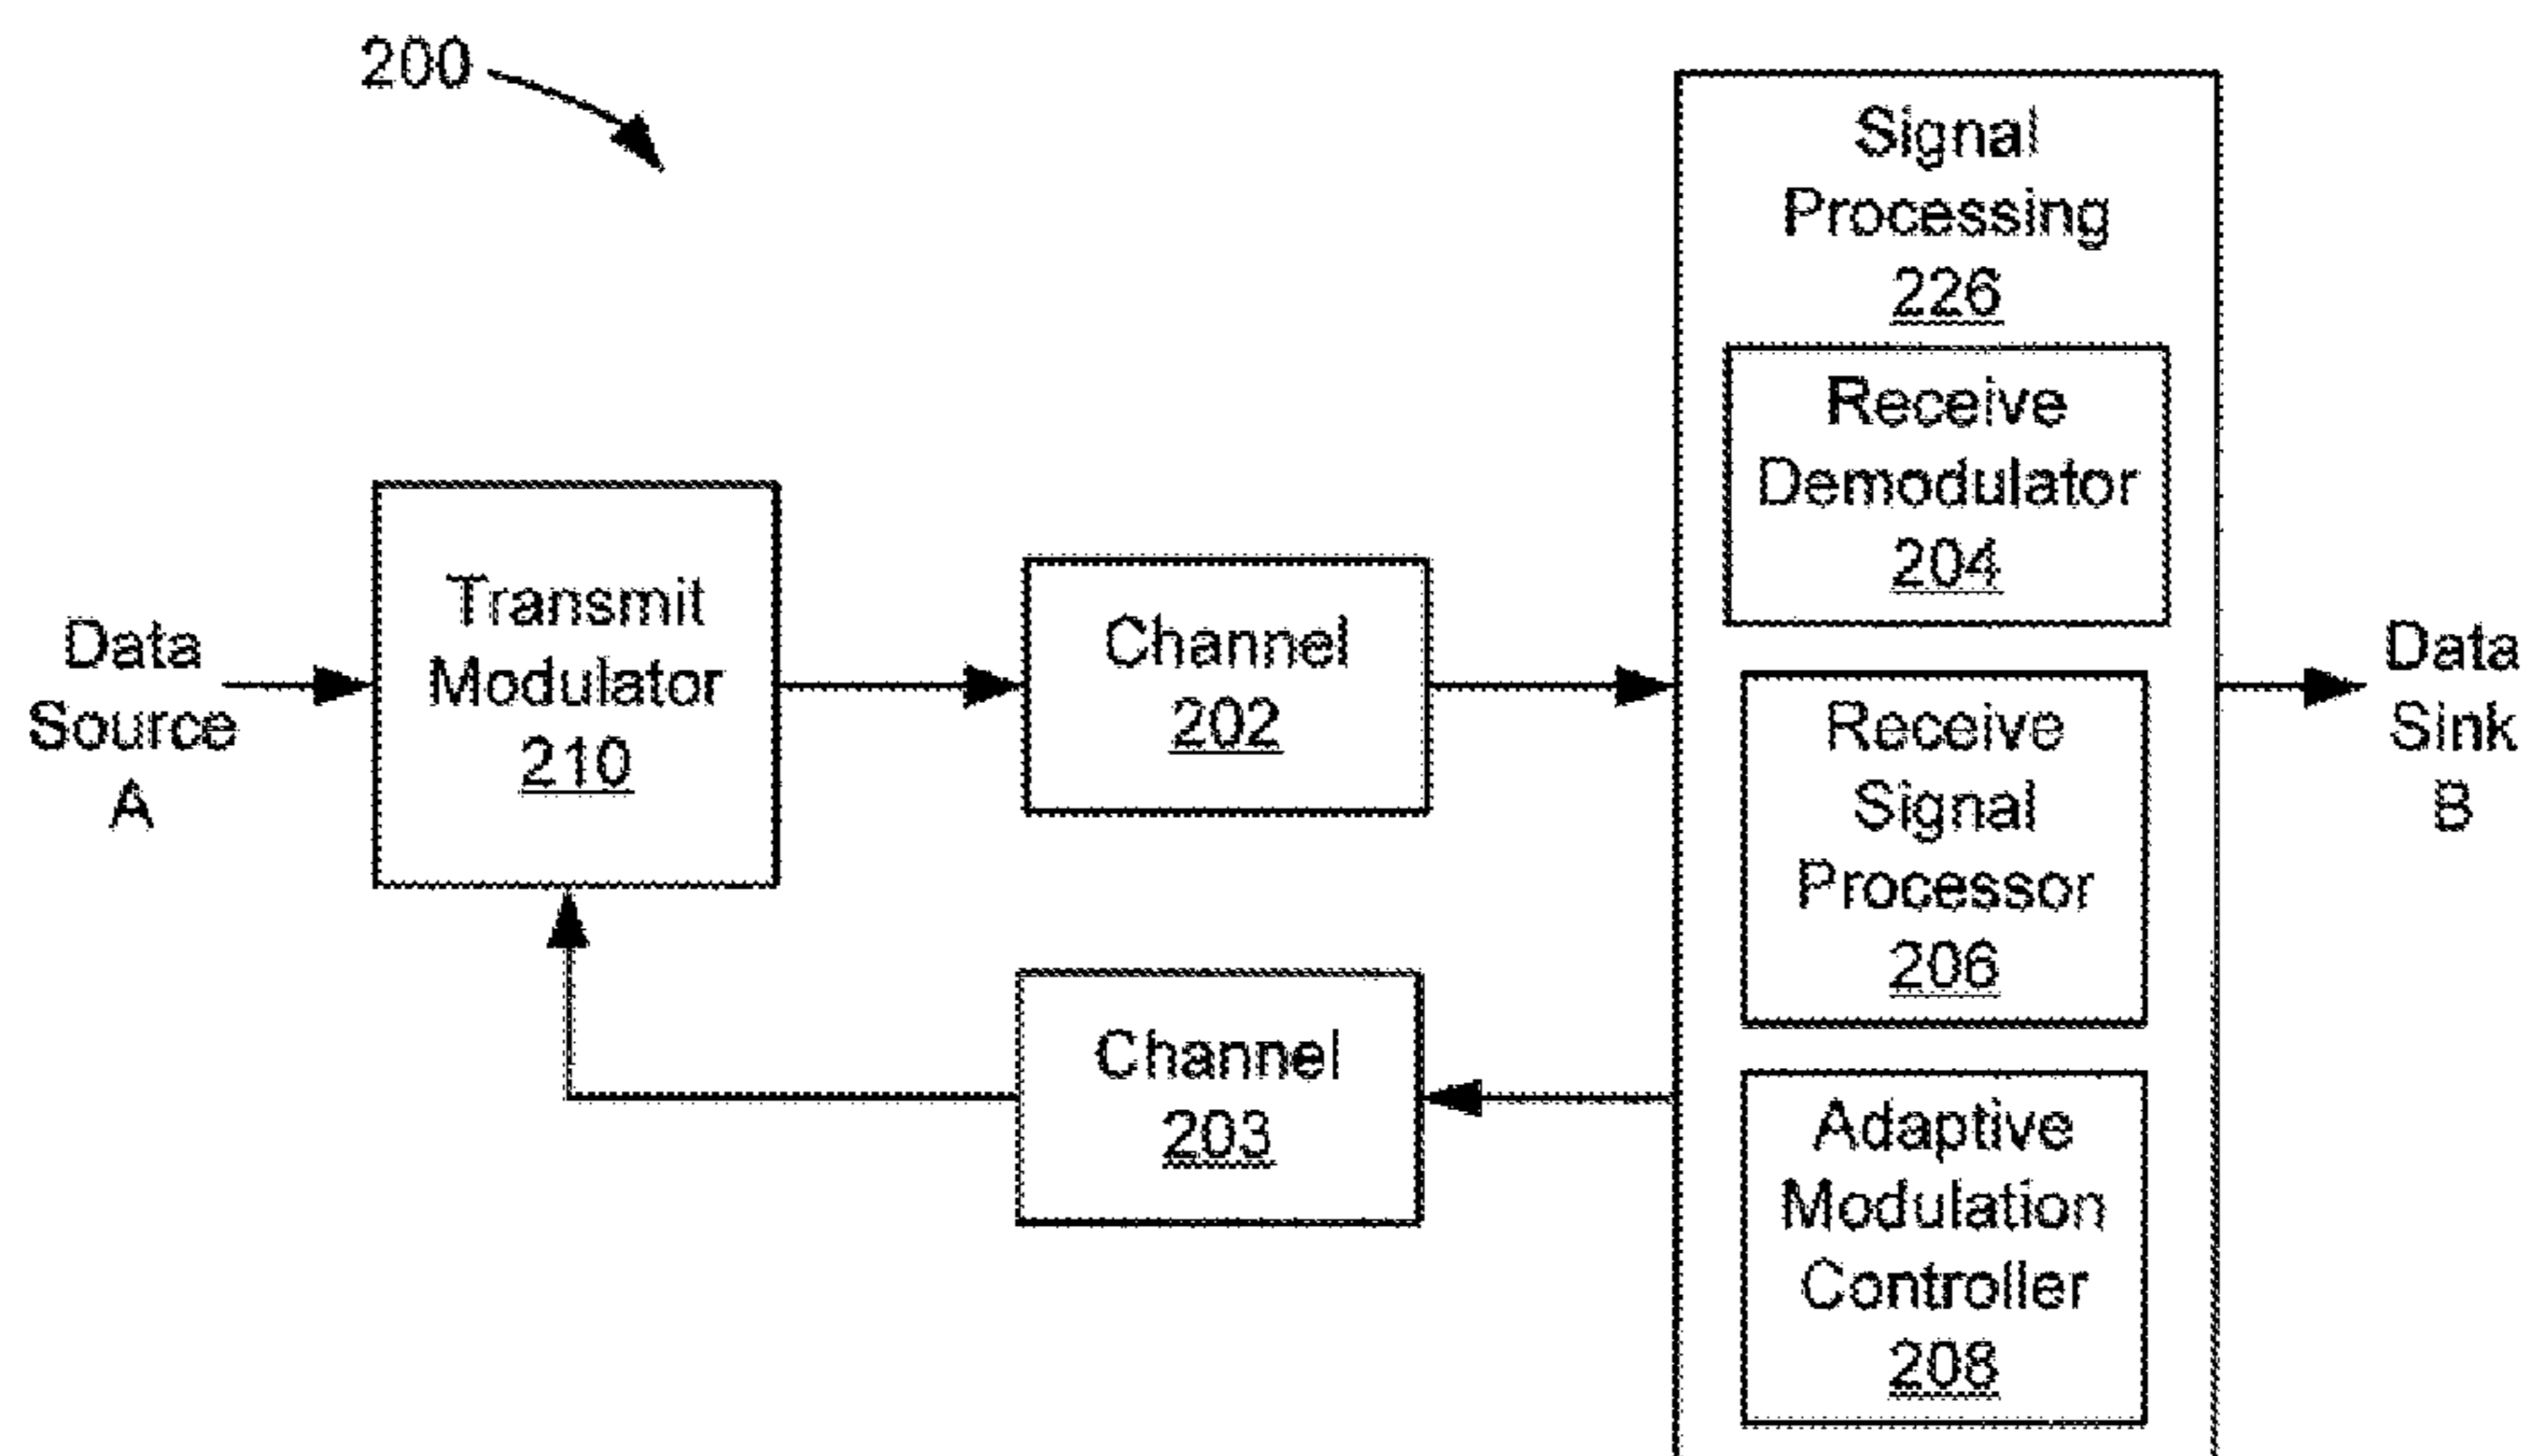 200
Signal
Processing
226
Receive
Demodulator
204
Receive
Signal
Processor
206
Adaptive
Modulation
Controller
208
Data
Source
A
Transmit
Modulator
210
Channel
202
Channel
203
Data
Sink
B